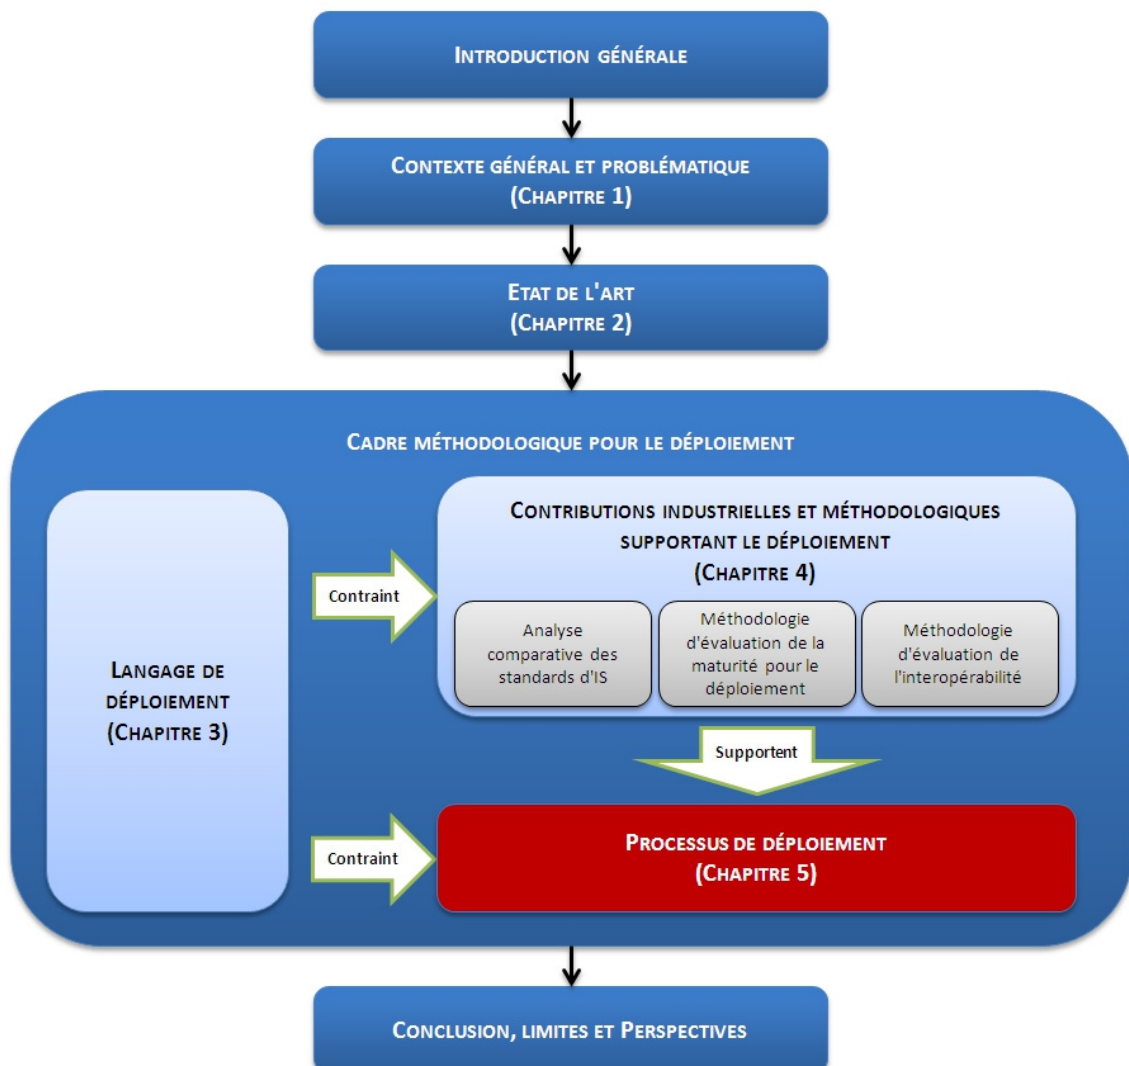 INTRODUCTION GÉNÉRALE
CONTEXTE GÉNÉRAL ET PROBLÉMATIQUE
(CHAPITRE 1)
ETAT DE L'ART
(CHAPITRE 2)
CADRE MÉTHODOLOGIQUE POUR LE DÉPLOIEMENT
LANGAGE DE
DÉPLOIEMENT
(CHAPITRE 3)
Contraint
CONTRIBUTIONS INDUSTRIELLES ET MÉTHODOLOGIQUES
SUPPORTANT LE DÉPLOIEMENT
(CHAPITRE 4)
Analyse
comparative des
standards d'IS
Méthodologie
d'évaluation de la
maturité pour le
déploiement
Méthodologie
d'évaluation de
l'interopérabilité
Supportent
Contraint
PROCESSUS DE DÉPLOIEMENT
(CHAPITRE 5)
CONCLUSION, LIMITES ET PERSPECTIVES